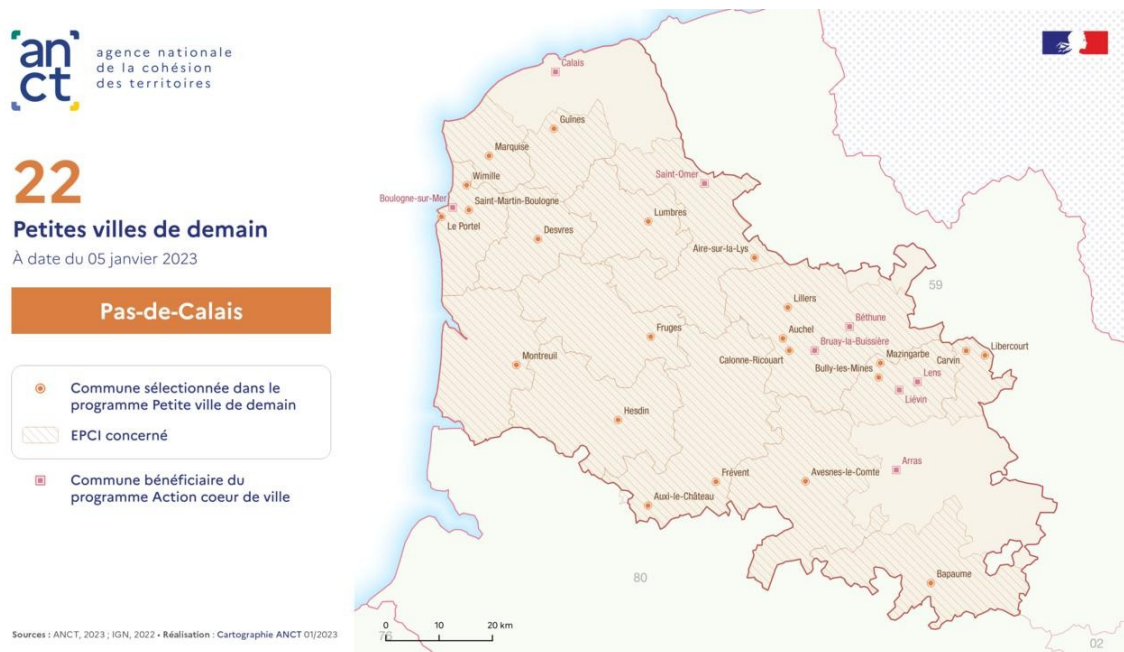 anct
agence nationale
de la cohésion
des territoires
22
Petites villes de demain
À date du 05 janvier 2023
Pas-de-Calais
Commune sélectionnée dans le
programme Petite ville de demain
EPCI concerné
Commune bénéficiaire du
programme Action coeur de ville
Sources : ANCT, 2023 ; IGN, 2022 • Réalisation : Cartographie ANCT 01/2023
Calais
Guînes
Marquise
Wimille
Saint-Omer
Boulogne-sur-Mer
Saint-Martin-Boulogne
Le Portel
Lumbres
Desvres
Aire-sur-la-Lys
59
Lillers
Béthune
Fruges
Auchel
Bruay-la-Buissière
Calonne-Ricouart
Mazingarbe
Carvin
Libercourt
Montreuil
Bully-les-Mines
Lens
Liévin
Hesdin
Arras
Frévent
Avesnes-le-Comte
Auxi-le-Château
80
Bapaume
0 10 20 km
76
02